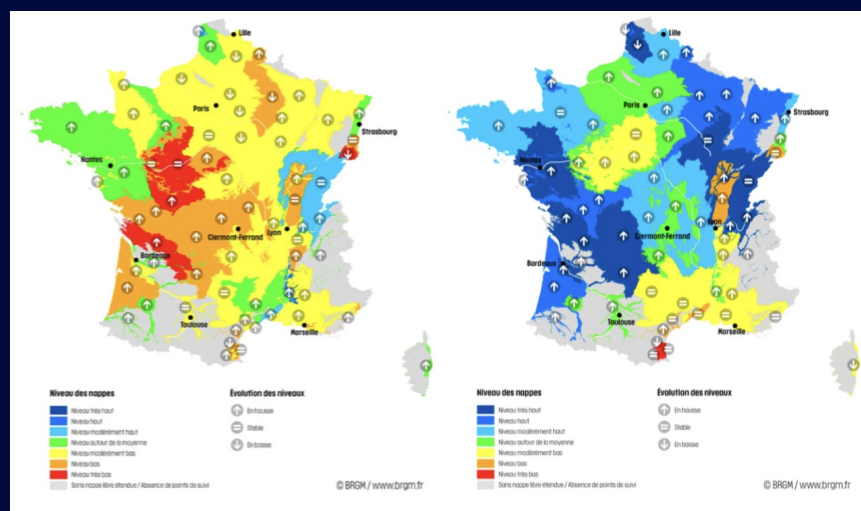 Lille
Paris
Strasbourg
Nantes
Clermont-Ferrand
Lyon
Bordeaux
Toulouse
Marseille
Niveau des nappes
Niveau très haut
Niveau haut
Niveau modérément haut
Niveau autour de la moyenne
Niveau modérément bas
Niveau bas
Niveau très bas
Sans nappe libre étendue / Absence de points de suivi
Évolution des niveaux
En hausse
Stable
En baisse
© BRGM / www.brgm.fr
Lille
Paris
Strasbourg
Nantes
Lyon
Clermont-Ferrand
Bordeaux
Toulouse
Marseille
Niveau des nappes
Niveau très haut
Niveau haut
Niveau modérément haut
Niveau autour de la moyenne
Niveau modérément bas
Niveau bas
Niveau très bas
Sans nappe libre étendue / Absence de points de suivi
Évolution des niveaux
En hausse
Stable
En baisse
© BRGM / www.brgm.fr